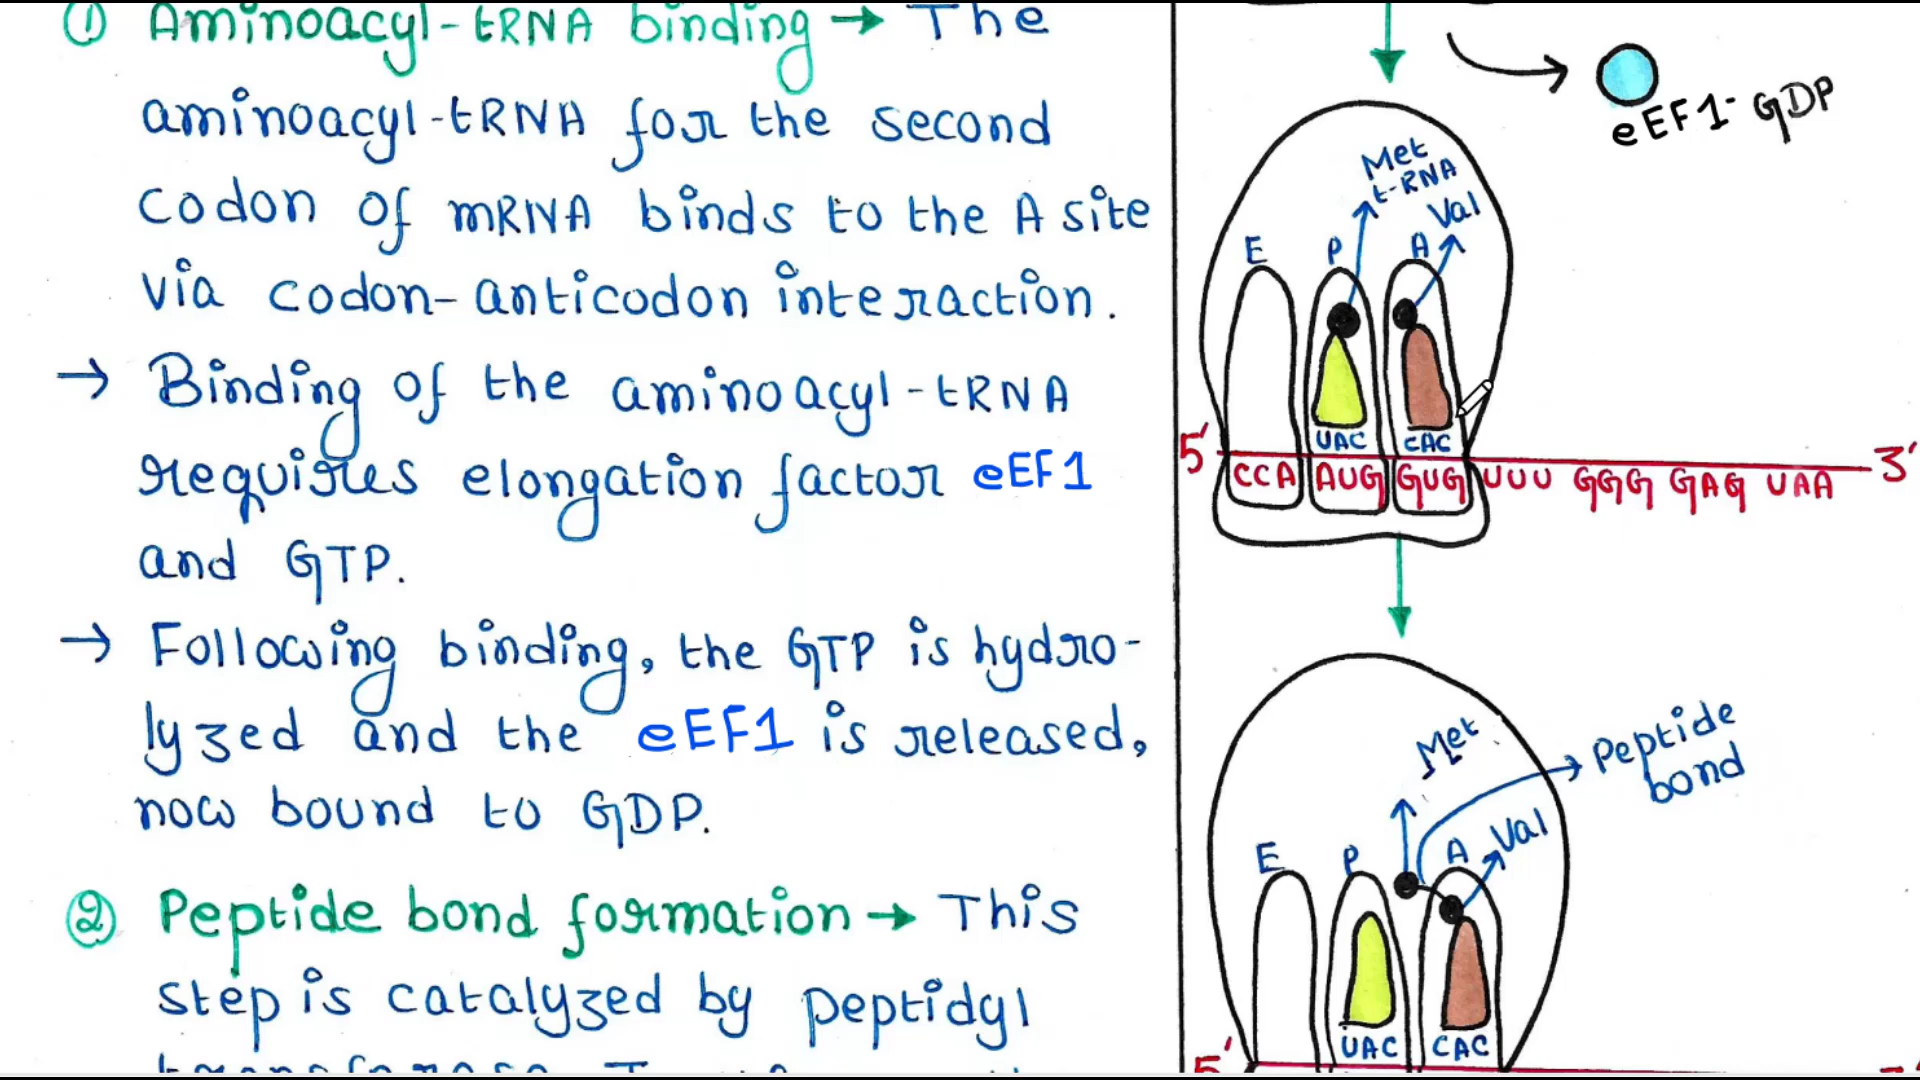 ① Aminoacyl-tRNA binding → The
aminoacyl-tRNA for the second
codon of mRNA binds to the A site
via codon-anticodon interaction.
→ Binding of the aminoacyl-tRNA
requires elongation factor eEF1
and GTP.
→ Following binding, the GTP is hydro-
lyzed and the eEF1 is released,
now bound to GDP.
② Peptide bond formation → This
step is catalyzed by peptidyl
eEF1-GDP
Met
t-RNA
Val
E P A
UAC CAC
5' 3'
CCA AUG GUG UUU GGG GAG UAA
Met
Peptide
bond
Val
E P A
UAC CAC
5'